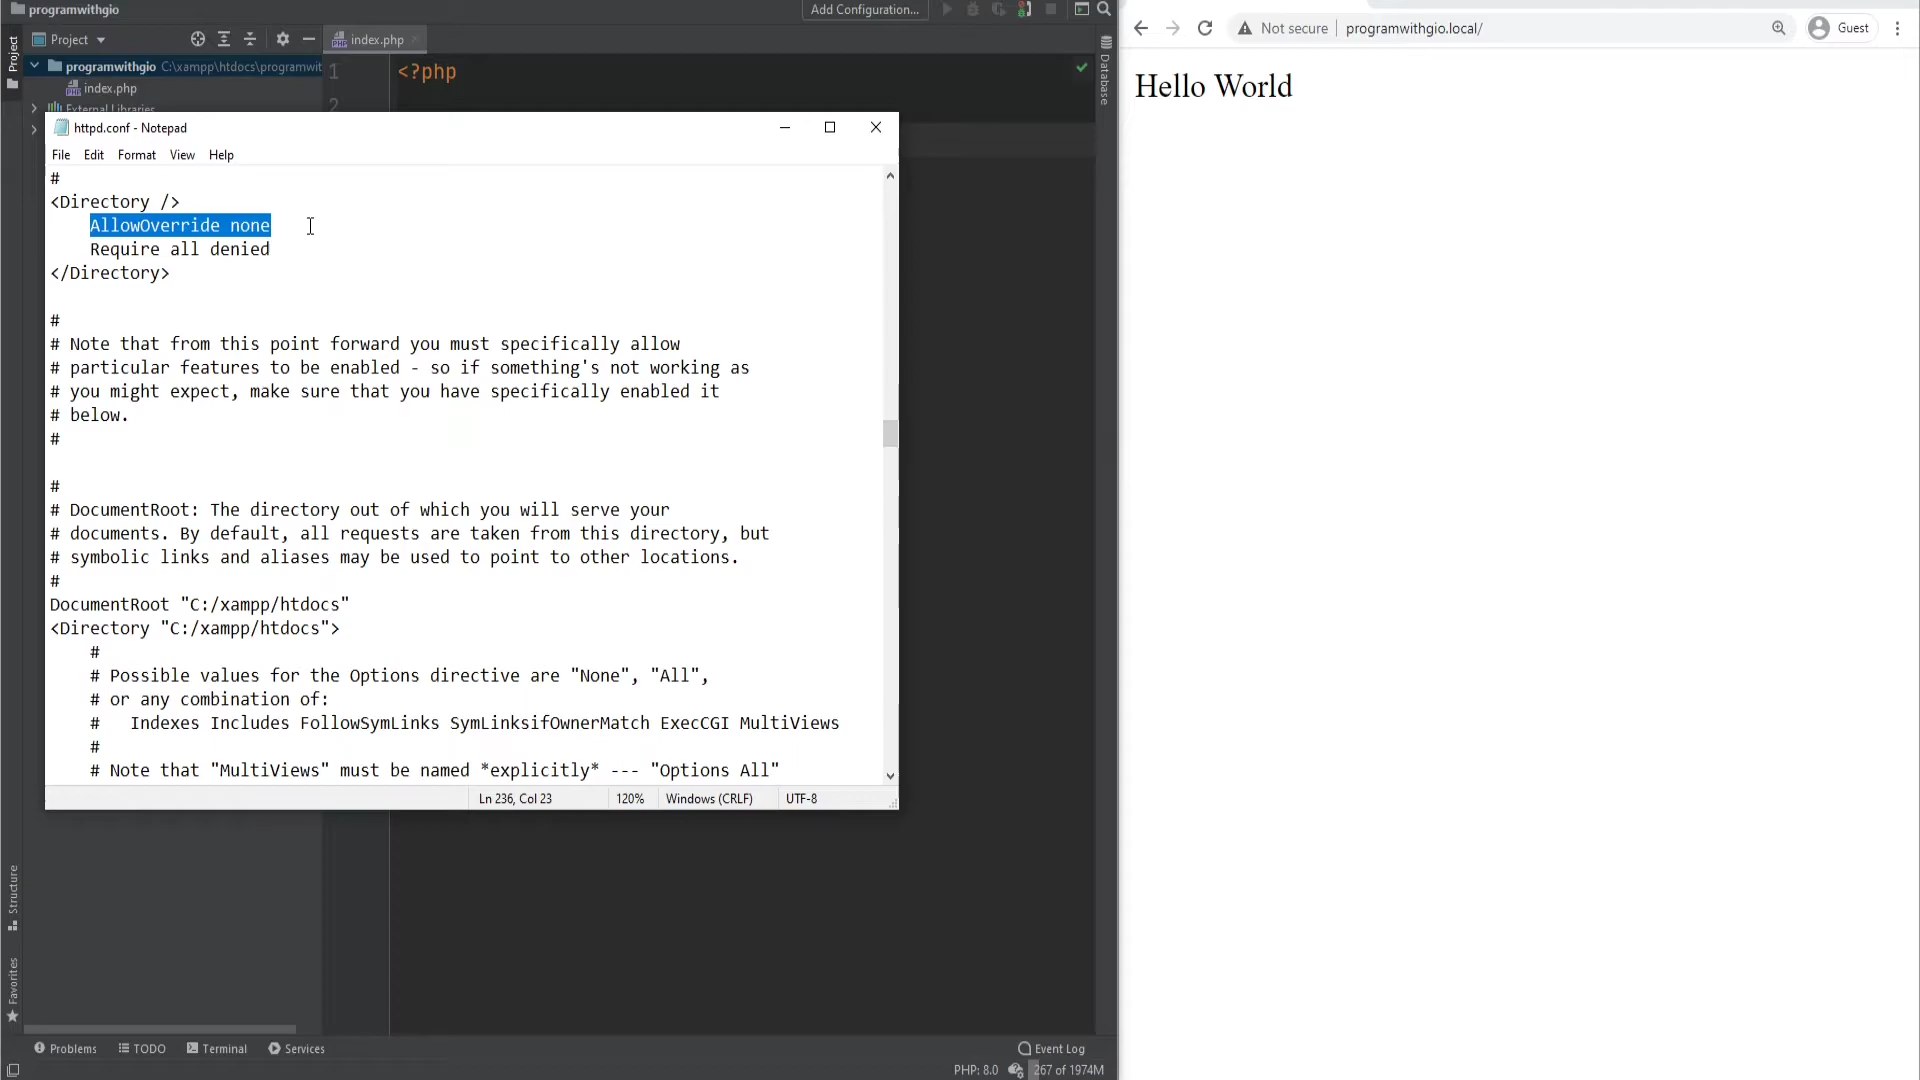 programwithgio
Add Configuration...
Project
index.php
Project
programwithgio C:\xampp\htdocs\programwit
index.php
External Libraries
1
2
<?php
Database
httpd.conf - Notepad
File Edit Format View Help
#
<Directory />
AllowOverride none
Require all denied
</Directory>
#
# Note that from this point forward you must specifically allow
# particular features to be enabled - so if something's not working as
# you might expect, make sure that you have specifically enabled it
# below.
#
#
# DocumentRoot: The directory out of which you will serve your
# documents. By default, all requests are taken from this directory, but
# symbolic links and aliases may be used to point to other locations.
#
DocumentRoot "C:/xampp/htdocs"
<Directory "C:/xampp/htdocs">
#
# Possible values for the Options directive are "None", "All",
# or any combination of:
#   Indexes Includes FollowSymLinks SymLinksifOwnerMatch ExecCGI MultiViews
#
# Note that "MultiViews" must be named *explicitly* --- "Options All"
Ln 236, Col 23 120% Windows (CRLF) UTF-8
Structure
Favorites
Problems TODO Terminal Services
Event Log
PHP: 8.0 267 of 1974M
Not secure programwithgio.local/ Guest
Hello World